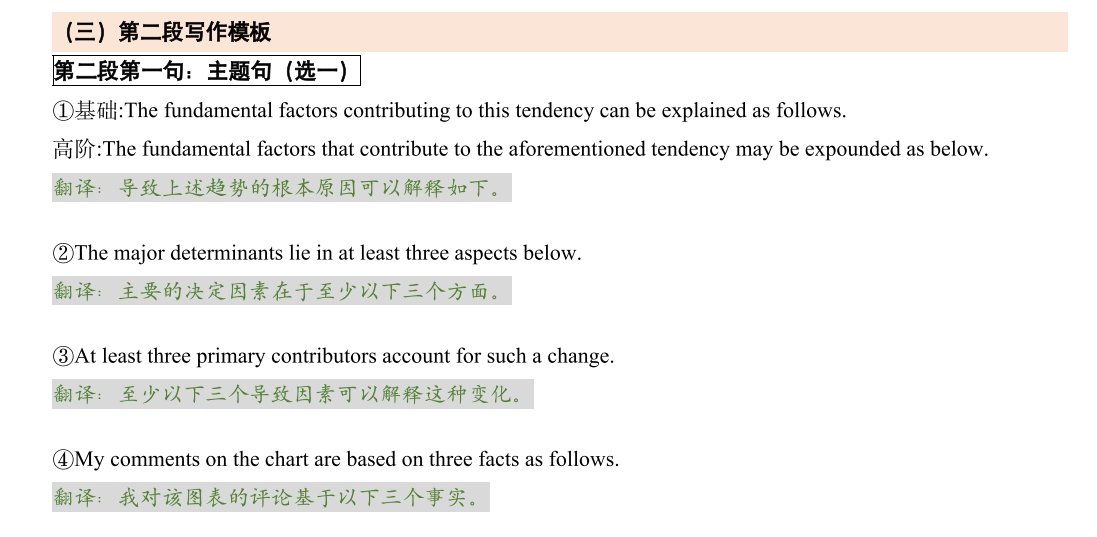 （三）第二段写作模板
第二段第一句：主题句（选一）
①基础:The fundamental factors contributing to this tendency can be explained as follows.
高阶:The fundamental factors that contribute to the aforementioned tendency may be expounded as below.
翻译：导致上述趋势的根本原因可以解释如下。
②The major determinants lie in at least three aspects below.
翻译：主要的决定因素在于至少以下三个方面。
③At least three primary contributors account for such a change.
翻译：至少以下三个导致因素可以解释这种变化。
④My comments on the chart are based on three facts as follows.
翻译：我对该图表的评论基于以下三个事实。